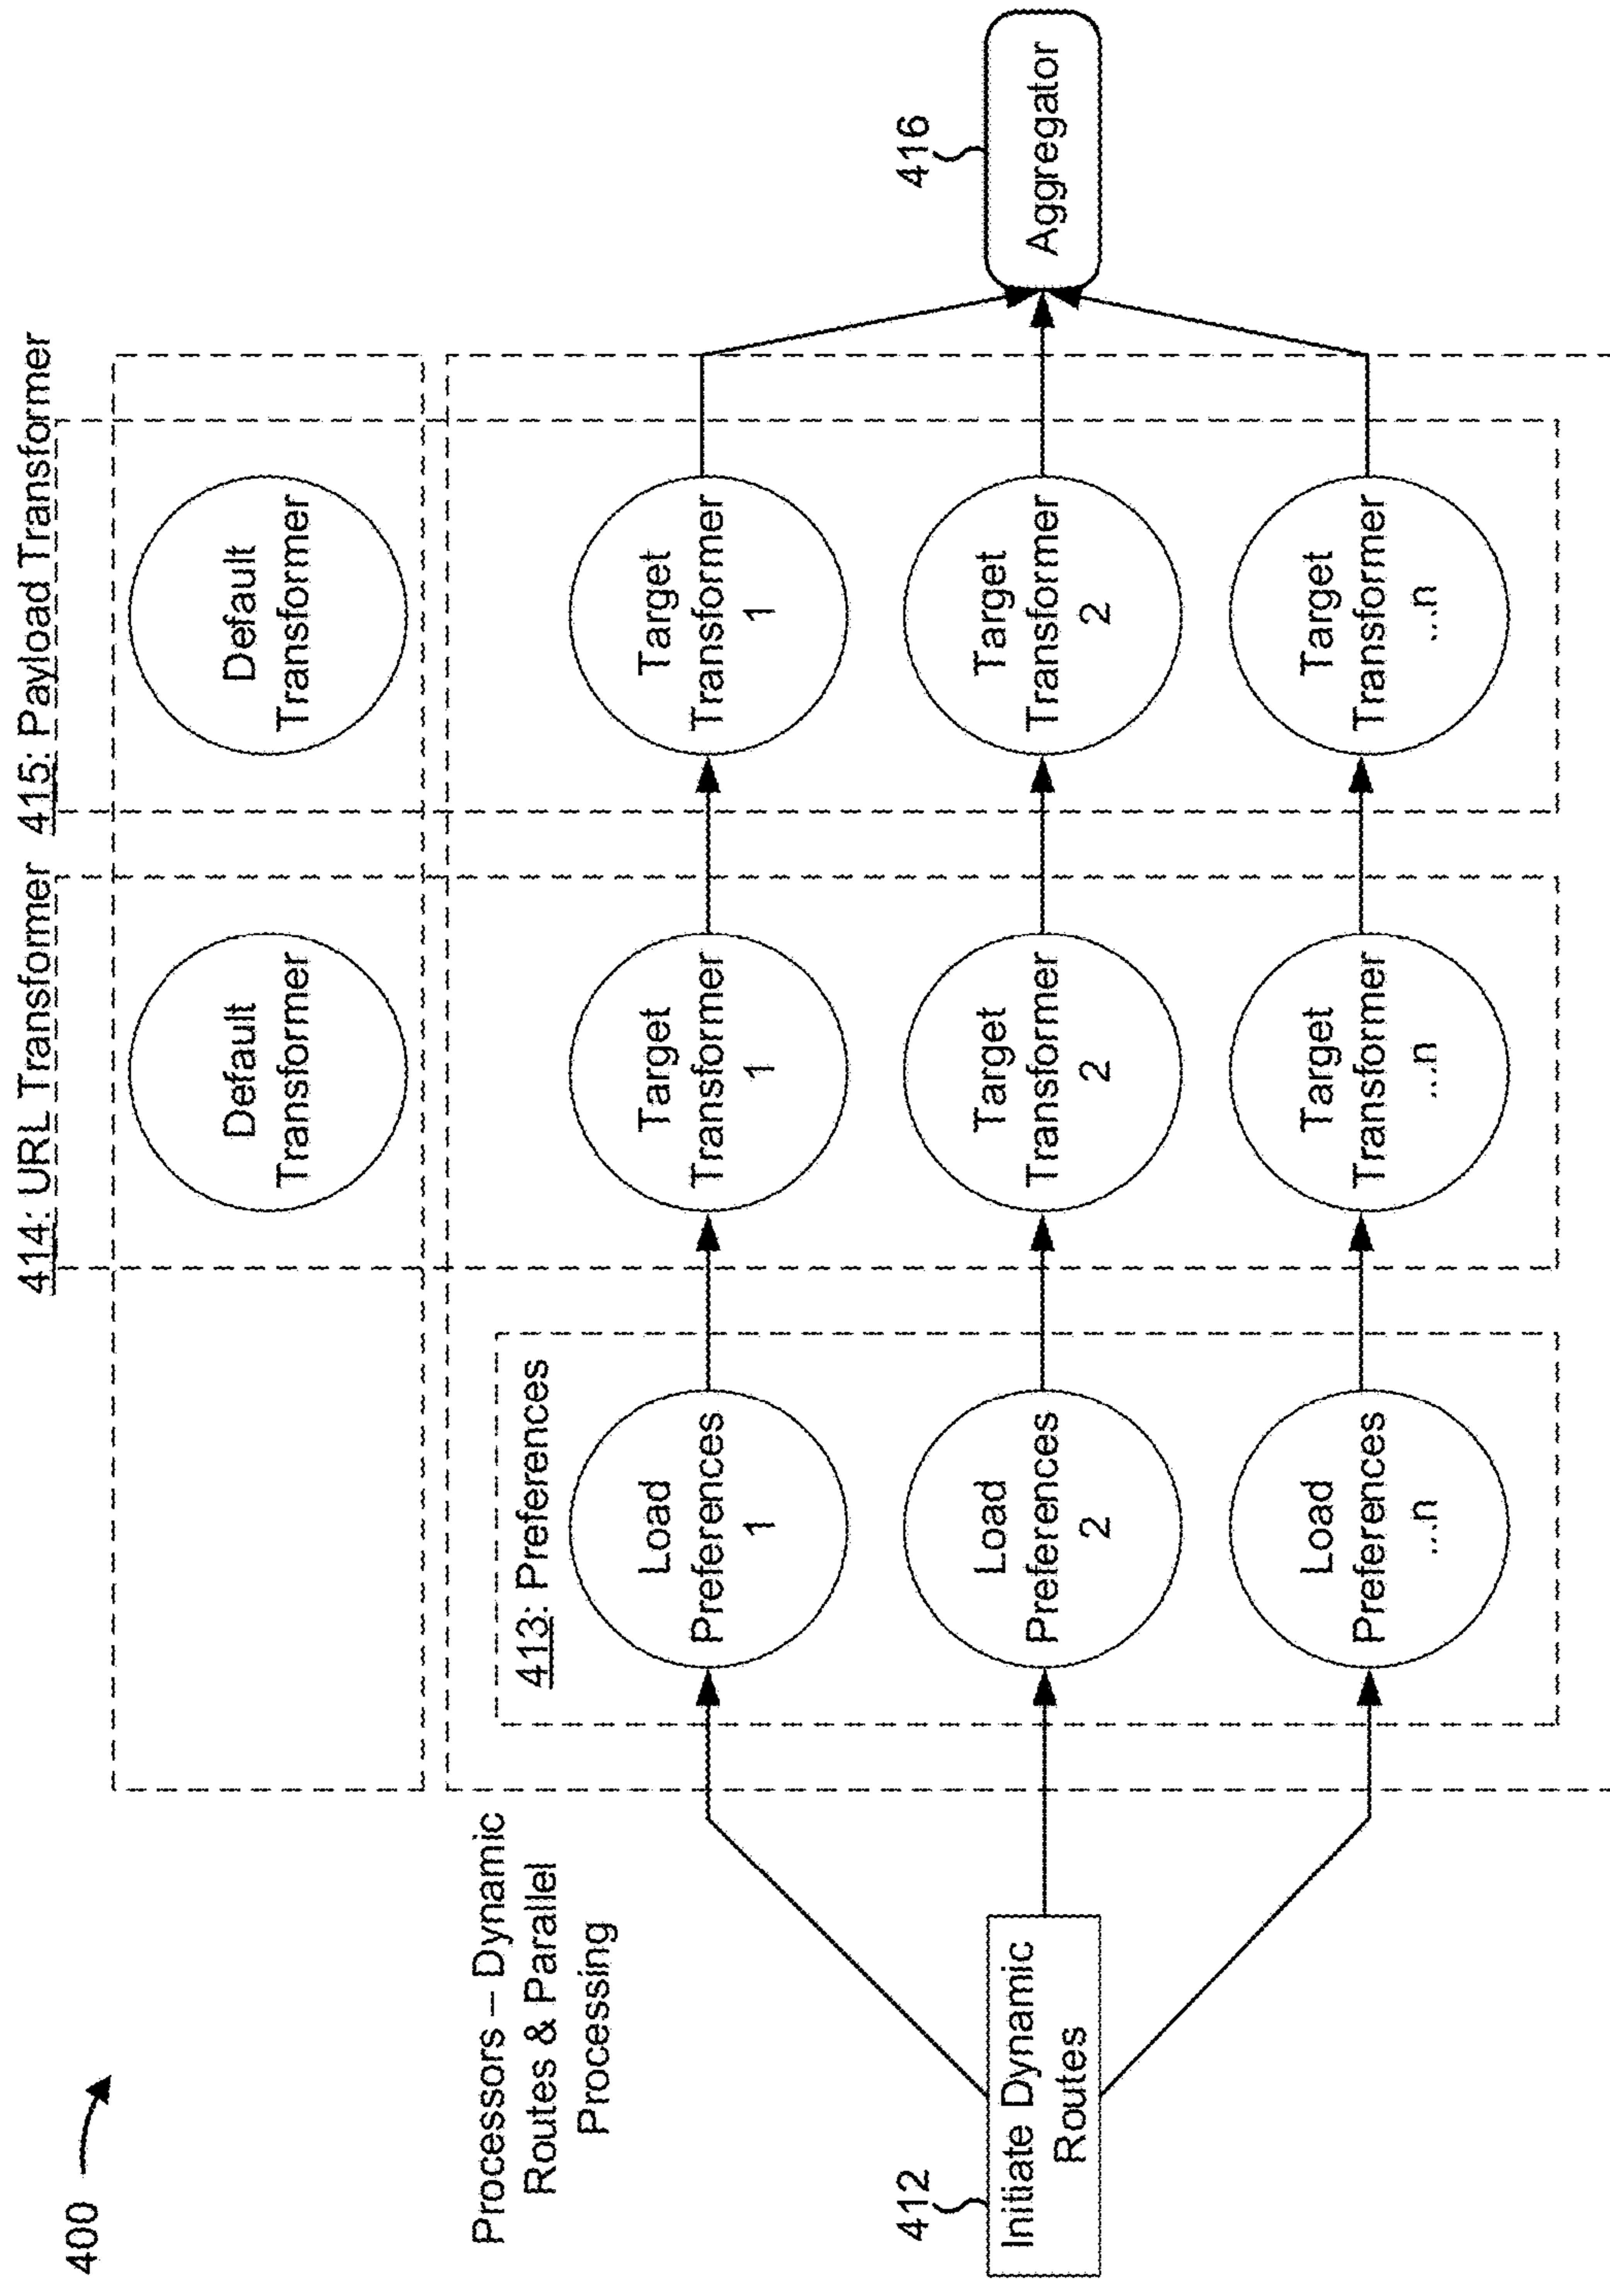 400
414: URL Transformer
415: Payload Transformer
Default
Transformer
Default
Transformer
Processors – Dynamic
Routes & Parallel
Processing
413: Preferences
Load
Preferences
1
Target
Transformer
1
Target
Transformer
1
412
Initiate Dynamic
Routes
Load
Preferences
2
Target
Transformer
2
Target
Transformer
2
416
Aggregator
Load
Preferences
...n
Target
Transformer
...n
Target
Transformer
...n